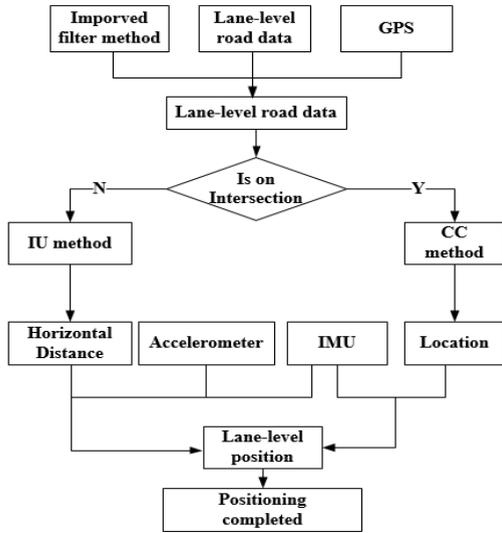 Imporved
filter method
Lane-level
road data
GPS
Lane-level road data
Is on
Intersection
N
Y
IU method
CC
method
Horizontal
Distance
Accelerometer
IMU
Location
Lane-level
position
Positioning
completed